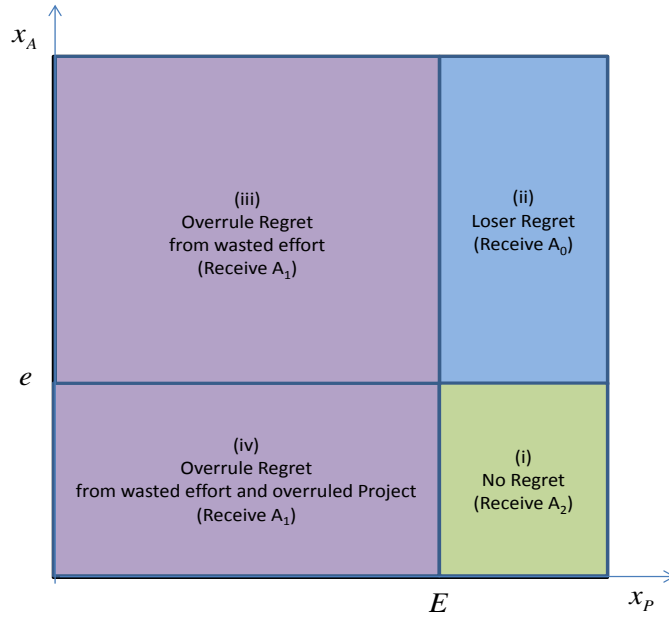 x_A
(iii)
Overrule Regret
from wasted effort
(Receive A₁)
(ii)
Loser Regret
(Receive A₀)
e
(iv)
Overrule Regret
from wasted effort and overruled Project
(Receive A₁)
(i)
No Regret
(Receive A₂)
E
x_P